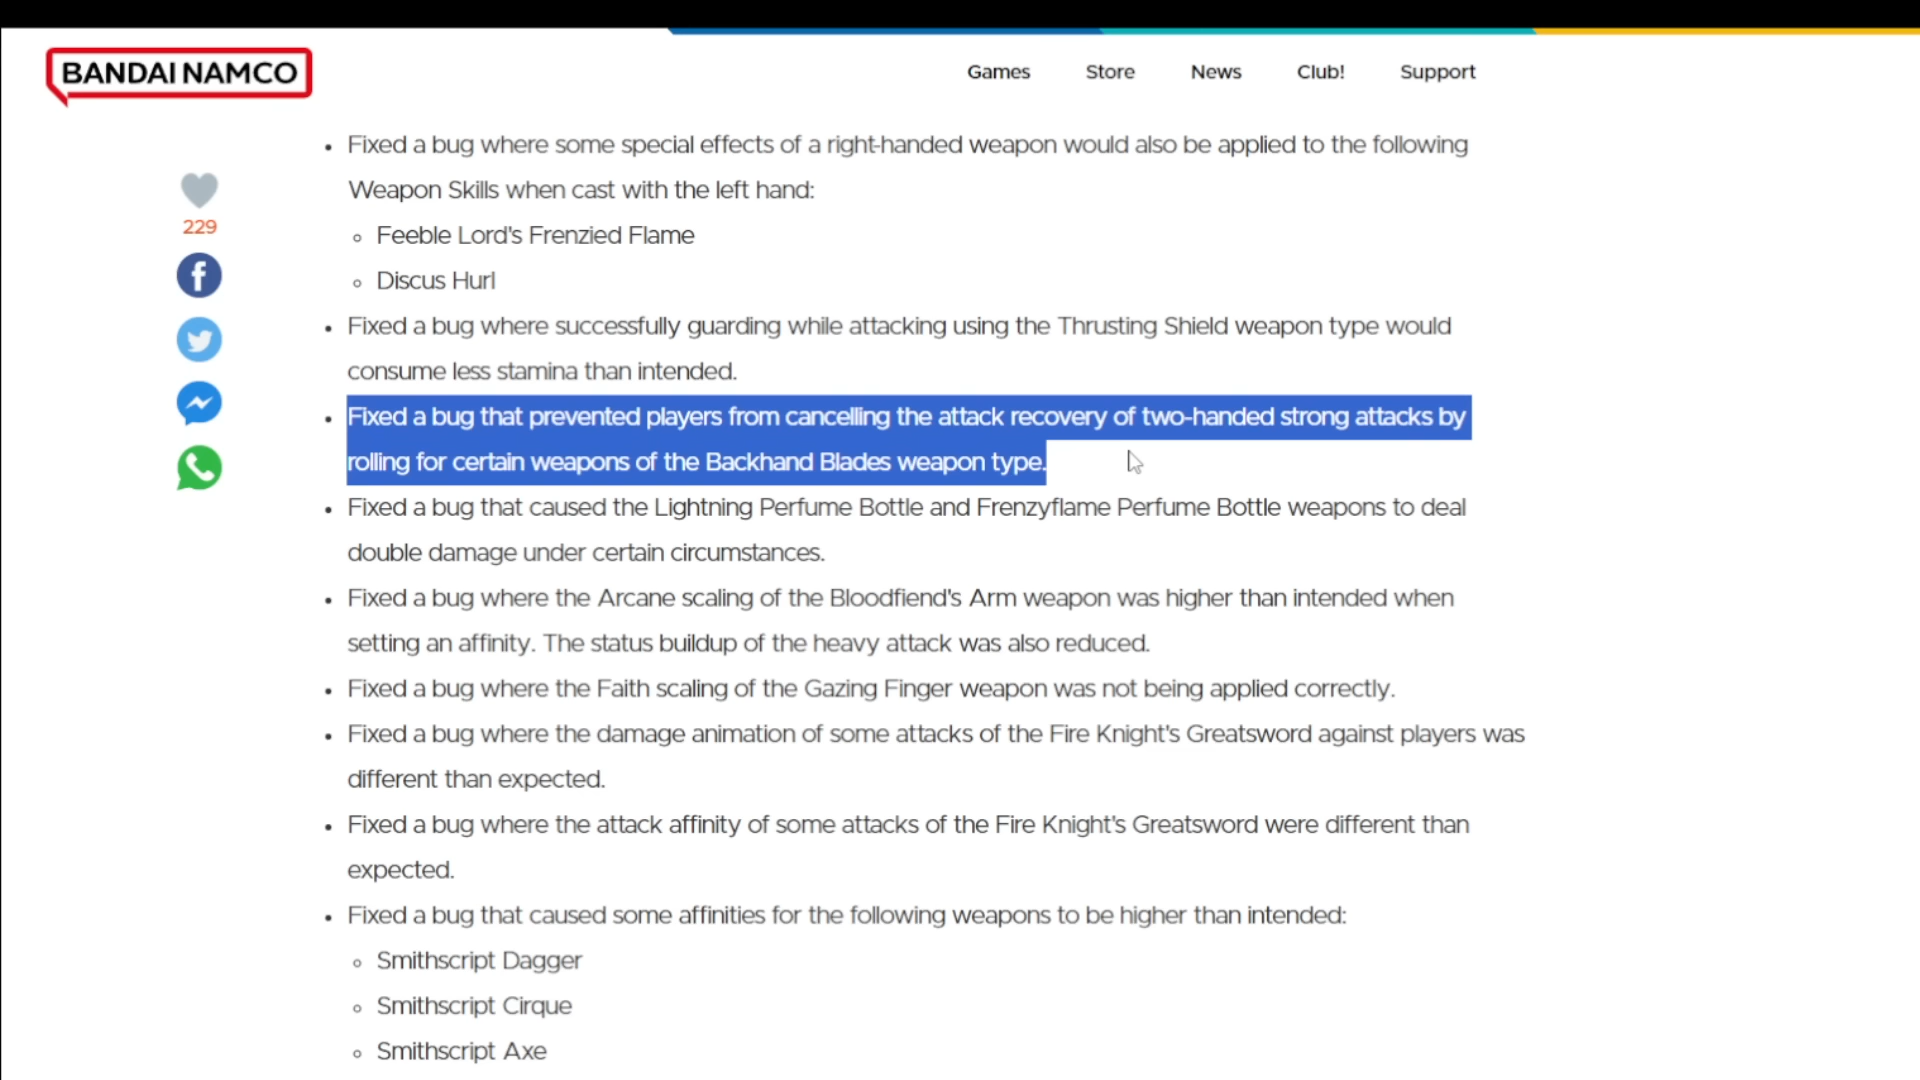 BANDAI NAMCO
Games Store News Club! Support
Fixed a bug where some special effects of a right-handed weapon would also be applied to the following
Weapon Skills when cast with the left hand:
229
Feeble Lord's Frenzied Flame
Discus Hurl
Fixed a bug where successfully guarding while attacking using the Thrusting Shield weapon type would
consume less stamina than intended.
Fixed a bug that prevented players from cancelling the attack recovery of two-handed strong attacks by
rolling for certain weapons of the Backhand Blades weapon type.
Fixed a bug that caused the Lightning Perfume Bottle and Frenzyflame Perfume Bottle weapons to deal
double damage under certain circumstances.
Fixed a bug where the Arcane scaling of the Bloodfiend's Arm weapon was higher than intended when
setting an affinity. The status buildup of the heavy attack was also reduced.
Fixed a bug where the Faith scaling of the Gazing Finger weapon was not being applied correctly.
Fixed a bug where the damage animation of some attacks of the Fire Knight's Greatsword against players was
different than expected.
Fixed a bug where the attack affinity of some attacks of the Fire Knight's Greatsword were different than
expected.
Fixed a bug that caused some affinities for the following weapons to be higher than intended:
Smithscript Dagger
Smithscript Cirque
Smithscript Axe